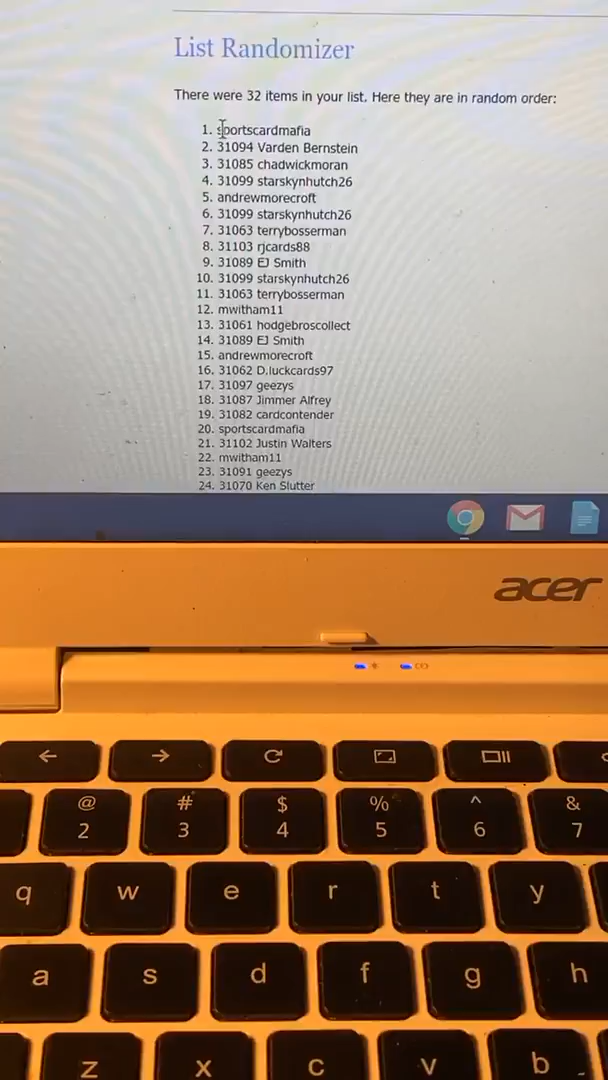 List Randomizer
There were 32 items in your list. Here they are in random order:
1. sportscardmafia
2. 31094 Varden Bernstein
3. 31085 chadwickmoran
4. 31099 starskynhutch26
5. andrewmorecroft
6. 31099 starskynhutch26
7. 31063 terrybosserman
8. 31103 rjcards88
9. 31089 EJ Smith
10. 31099 starskynhutch26
11. 31063 terrybosserman
12. mwitham11
13. 31061 hodgebroscollect
14. 31089 EJ Smith
15. andrewmorecroft
16. 31062 D.luckcards97
17. 31097 geezys
18. 31087 Jimmer Alfrey
19. 31082 cardcontender
20. sportscardmafia
21. 31102 Justin Walters
22. mwitham11
23. 31091 geezys
24. 31070 Ken Slutter
acer
@ # $ % ^ &
2 3 4 5 6 7
q w e r t y
a s d f g h
z x c v b